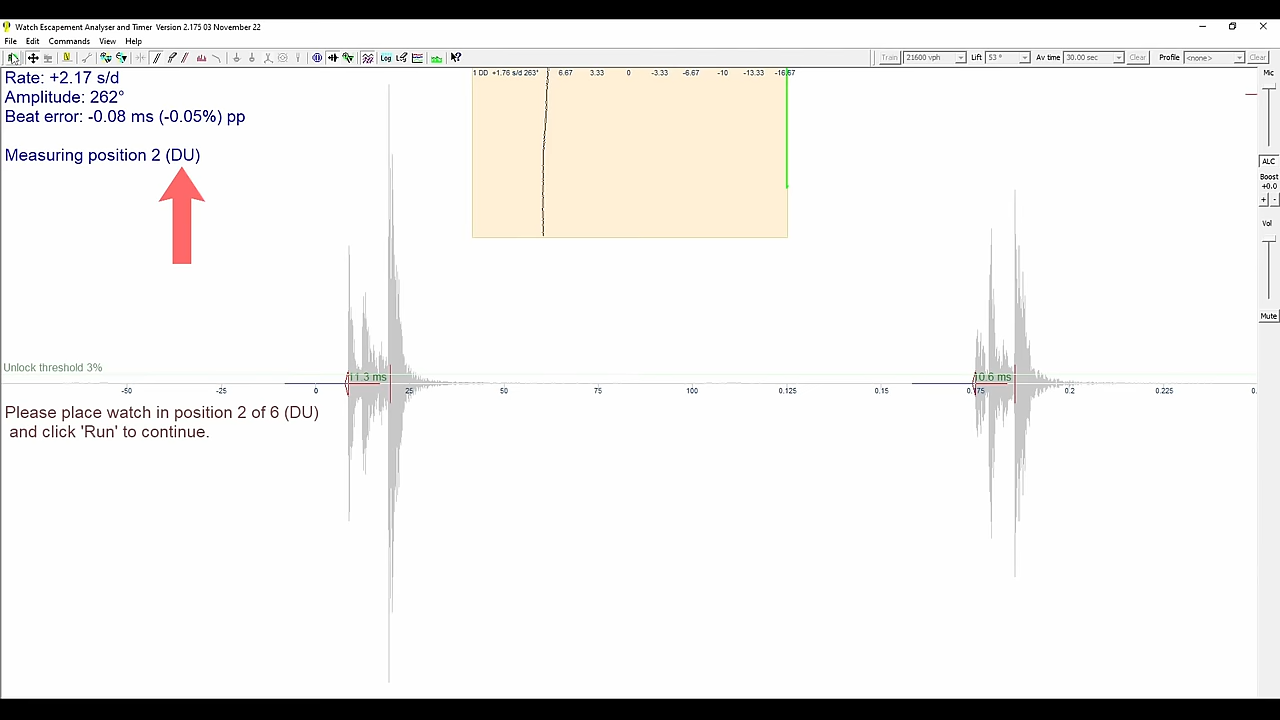 Watch Escapement Analyser and Timer Version 2.175 03 November 22
File Edit Commands View Help
Log
Train 21600 vph Lift 53 ° Av time 30.00 sec Clear Profile <none> Clear
Rate: +2.17 s/d
Amplitude: 262°
Beat error: -0.08 ms (-0.05%) pp
Measuring position 2 (DU)
1 DD +1.76 s/d 263° 6.67 3.33 0 -3.33 -6.67 -10 -13.33 -16.67
Mic
ALC
Boost
+0.0
+ -
Vol
Mute
Unlock threshold 3%
11.3 ms 10.6 ms
-50 -25 0 25 50 75 100 0.125 0.15 0.175 0.2 0.225 0.
Please place watch in position 2 of 6 (DU)
and click 'Run' to continue.